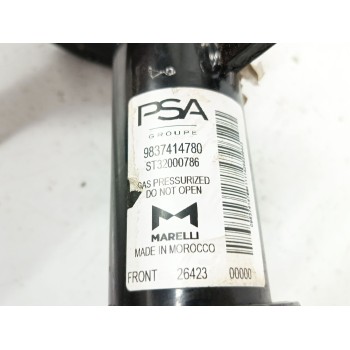 PSA
GROUPE
9837414780
ST32000786
GAS PRESSURIZED
DO NOT OPEN
MARELLI
MADE IN MOROCCO
FRONT 26423 00000